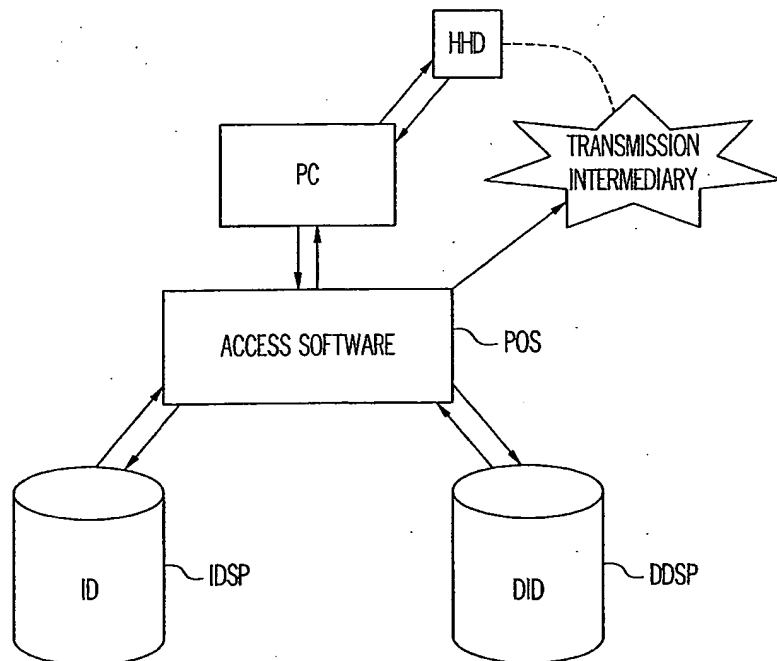 HHD
TRANSMISSION
INTERMEDIARY
PC
ACCESS SOFTWARE
POS
ID
IDSP
DID
DDSP